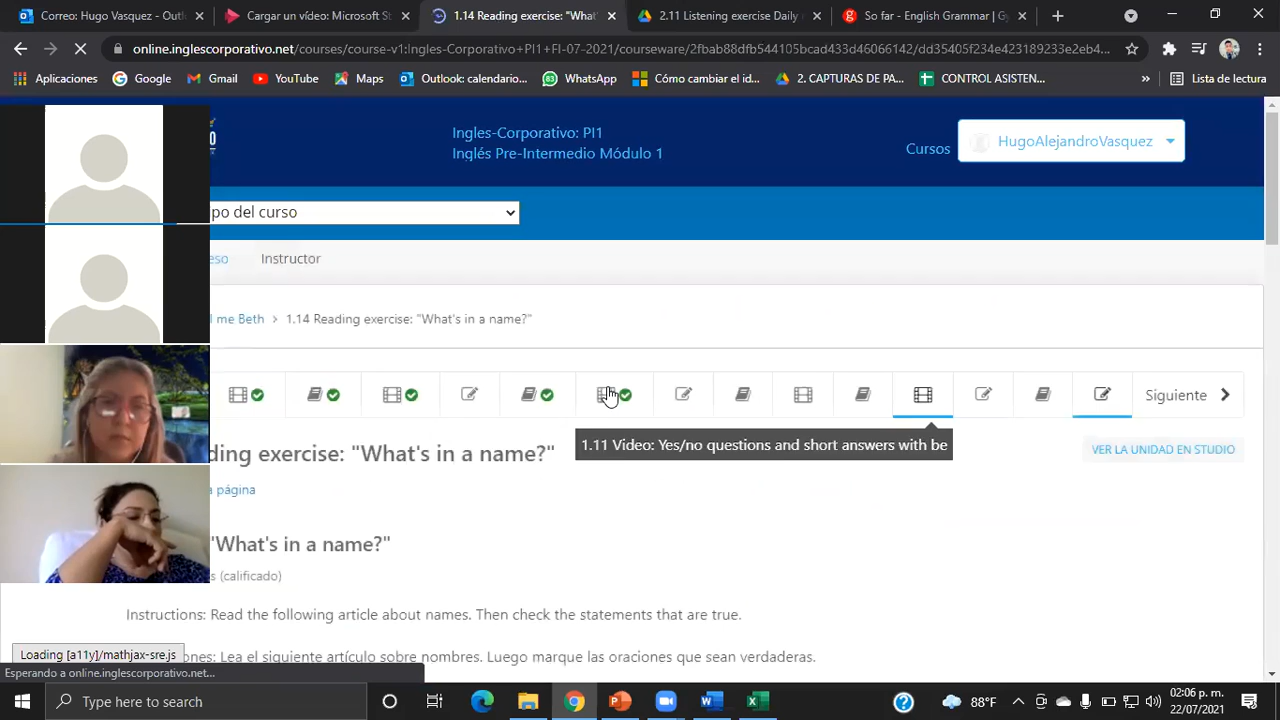 Hugo Vasquez - Outl
Hugo Vázquez: Microsoft St
1.14 Reading exercise: "What'
2.11 Listening exercise Daily
So far - English Grammar | Gy
online.inglescorporativo.net/courses/course-v1:Ingles-Corporativo+PI1+FI-07-2021/courseware/2fbab88dfb544105bcad433d46066142/dd35405f234e423189233e2eb4...
Aplicaciones Google Gmail YouTube Maps Outlook: calendario... WhatsApp Cómo cambiar el id... 2. CAPTURAS DE PA... CONTROL ASISTEN... » Lista de lectura
Ingles-Corporativo: PI1
Inglés Pre-Intermedio Módulo 1
Cursos
HugoAlejandroVasquez
po del curso
eso Instructor
l me Beth > 1.14 Reading exercise: "What's in a name?"
Siguiente
1.11 Video: Yes/no questions and short answers with be
ding exercise: "What's in a name?"
VER LA UNIDAD EN STUDIO
a página
"What's in a name?"
s (calificado)
Instructions: Read the following article about names. Then check the statements that are true.
Loading [a11y]/mathjax-sre.js
ones: Lea el siguiente artículo sobre nombres. Luego marque las oraciones que sean verdaderas.
Esperando a online.inglescorporativo.net...
Type here to search
88°F
02:06 p. m.
22/07/2021